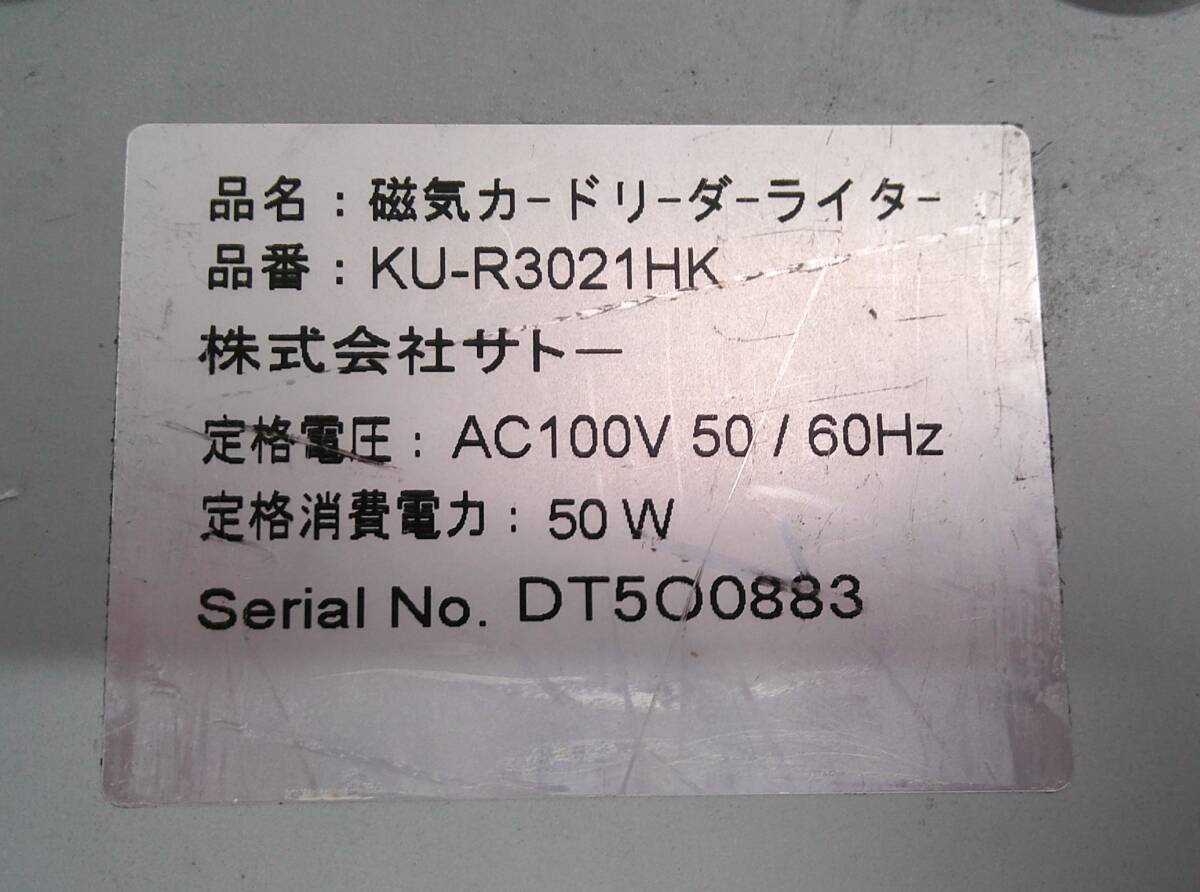 品名：磁気カードリーダーライター
品番：KU-R3021HK
株式会社サトー
定格電圧：AC100V 50 / 60Hz
定格消費電力：50 W
Serial No. DT5O0883